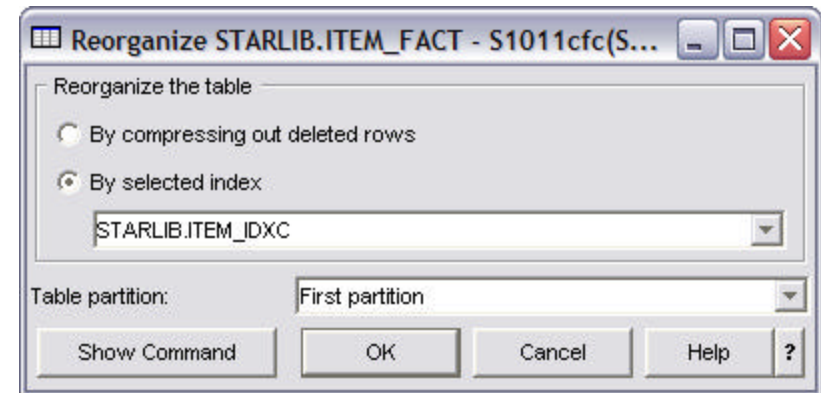 Reorganize STARLIB.ITEM_FACT - S1011cfc(S...
Reorganize the table
By compressing out deleted rows
By selected index
STARLIB.ITEM_IDXC
Table partition: First partition
Show Command OK Cancel Help ?